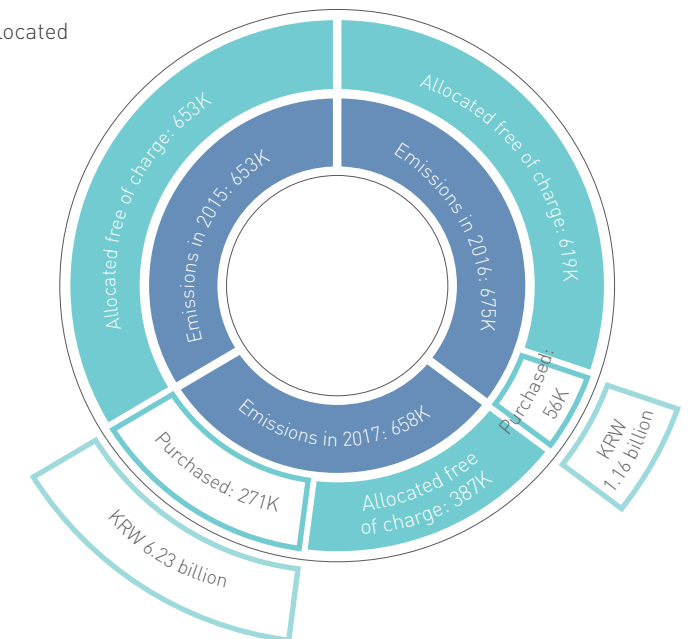 located
Allocated free of charge: 653K
Allocated free of charge: 619K
Emissions in 2015: 653K
Emissions in 2016: 675K
Purchased:
56K
KRW
1.16 billion
Emissions in 2017: 658K
Purchased: 271K
Allocated free
of charge: 387K
KRW 6.23 billion